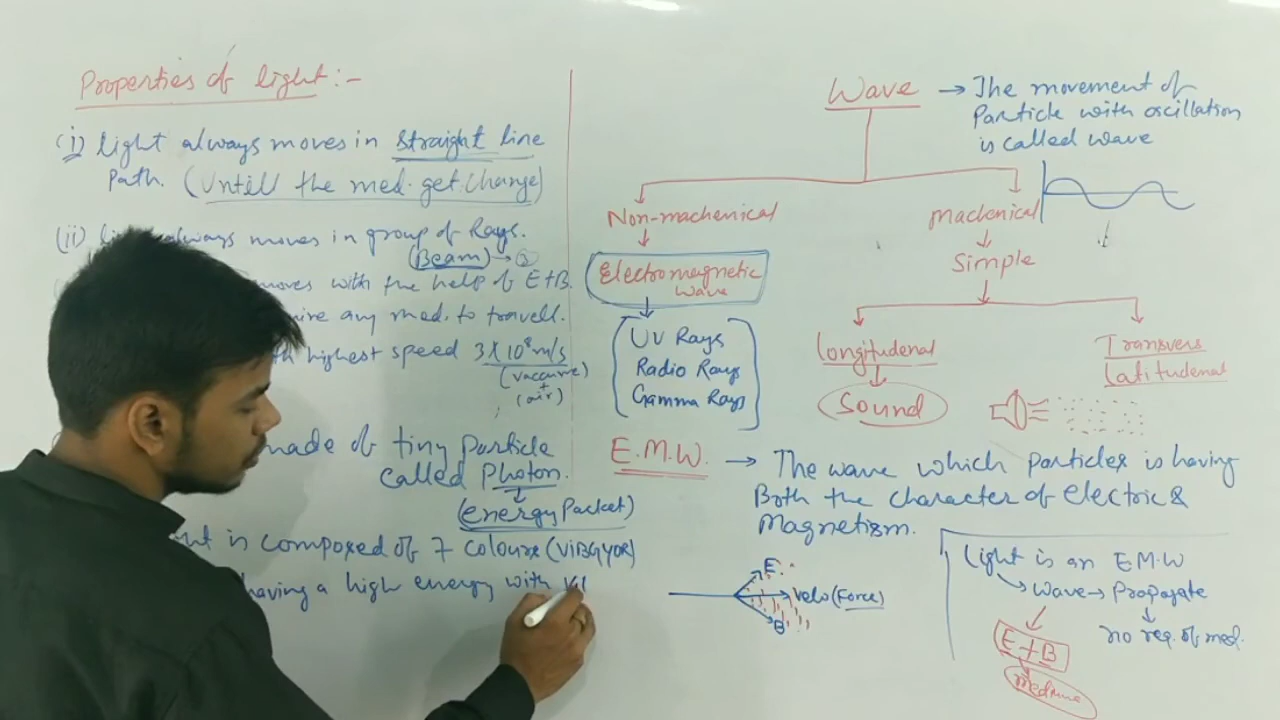 Properties of light :-
(i) light always moves in straight line
Path. (Untill the med. get change)
(ii) always moves in group of Rays.
(Beam) → ②
moves with the help of E+B.
any med. to travell.
highest speed 3X10⁸m/s
(vaccume)
+
(air)
made of tiny Particle
Called Photon.
(energy Packet)
is composed of 7 colours (VIBGYOR)
having a high energy with
Wave → The movement of
Particle with oscillation
is called wave
Non-machenical
Machenical
Electromagnetic
wave
UV Rays
Radio Rays
Gamma Rays
Simple
Longitudenal
Sound
Transvers
Latitudenal
E.M.W. → The wave which particles is having
Both the character of electric &
Magnetism.
E
Velo (Force)
B
Light is an E.M.W
Wave → Propagate
E+B
no req. of med.